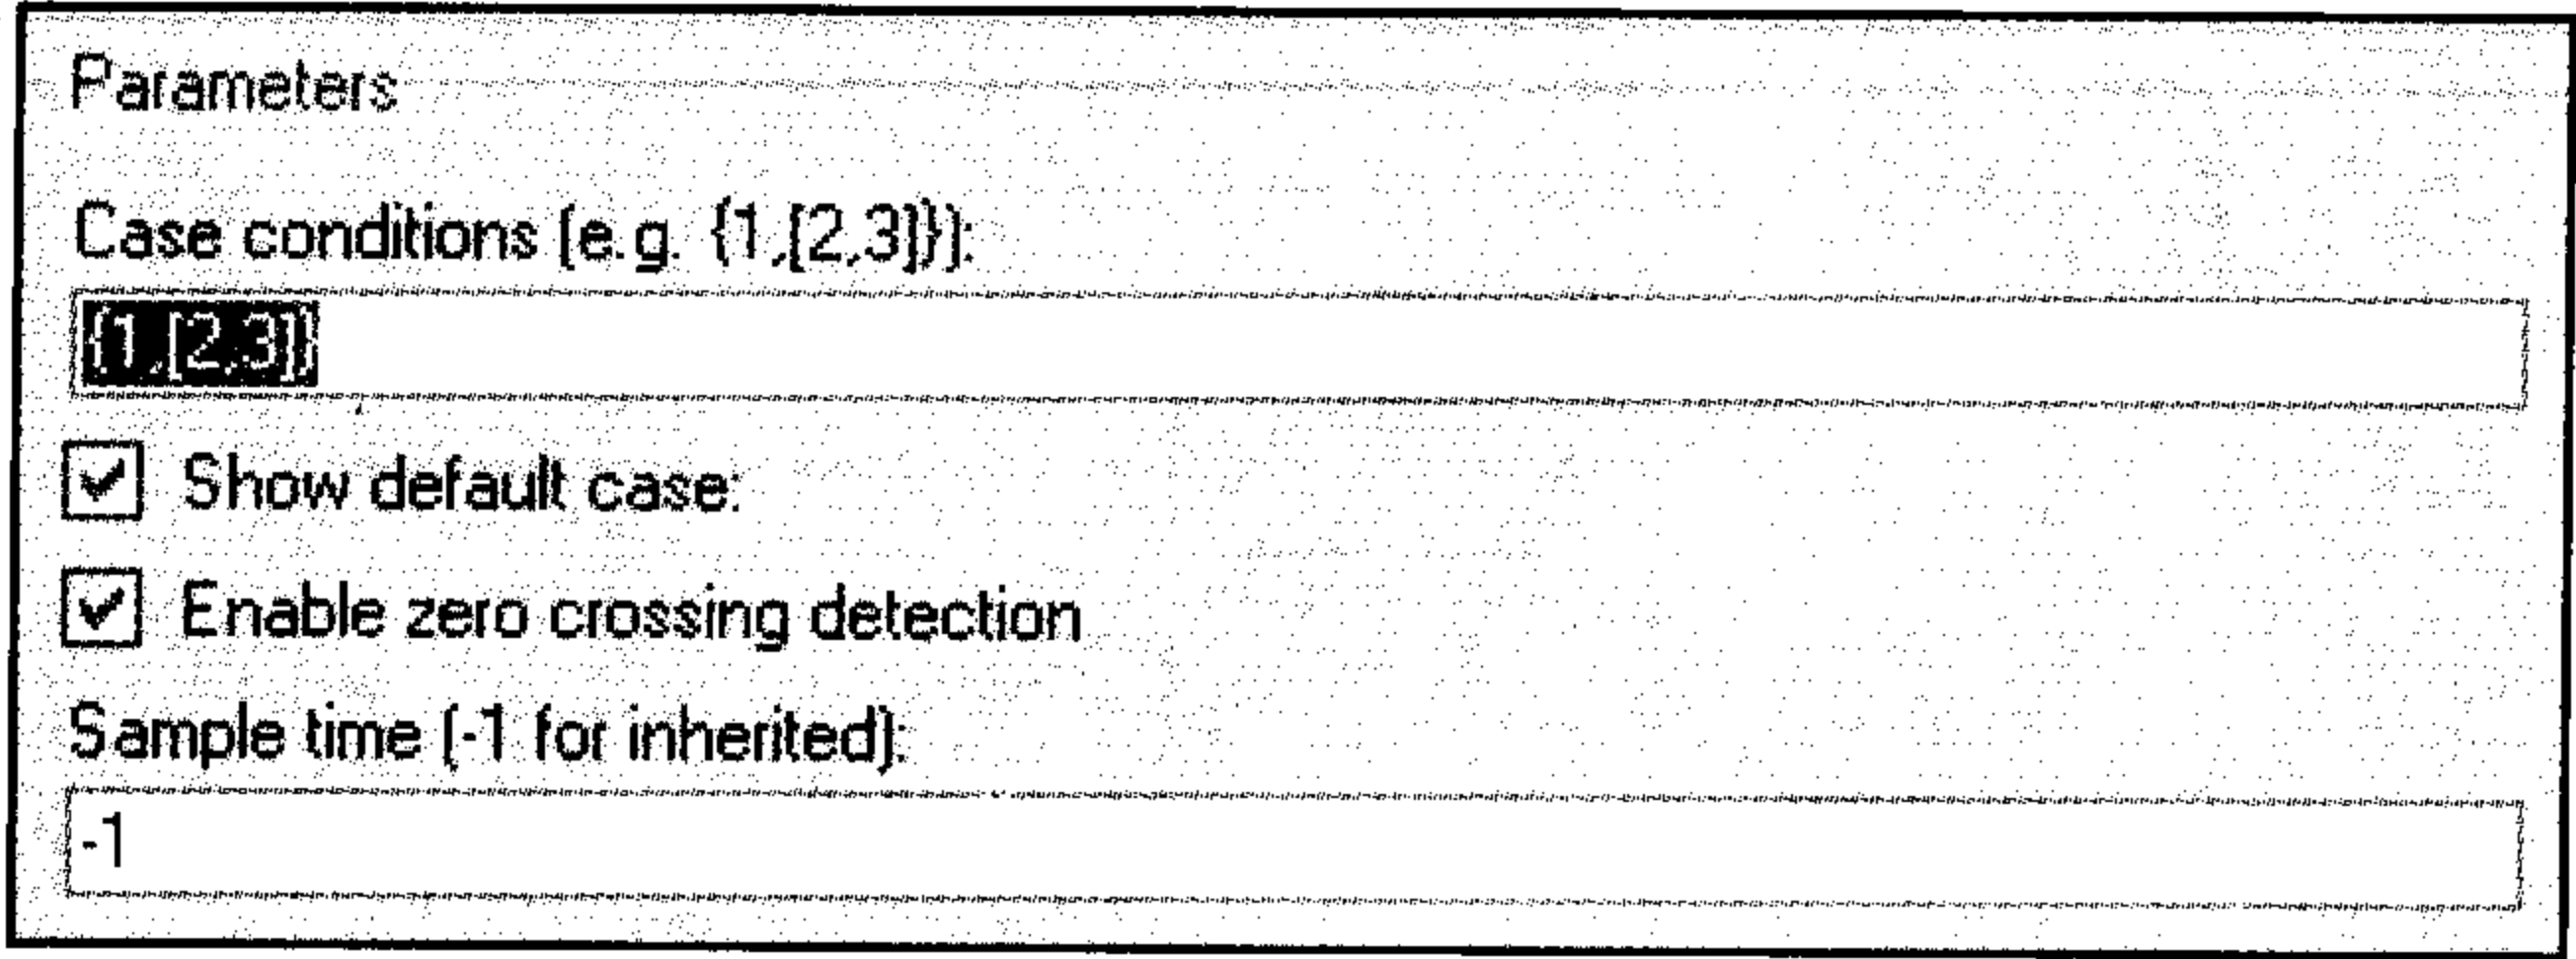 Parameters
Case conditions (e.g. {1,[2,3]}):
{1,[2,3]}
Show default case:
Enable zero crossing detection
Sample time (-1 for inherited):
-1